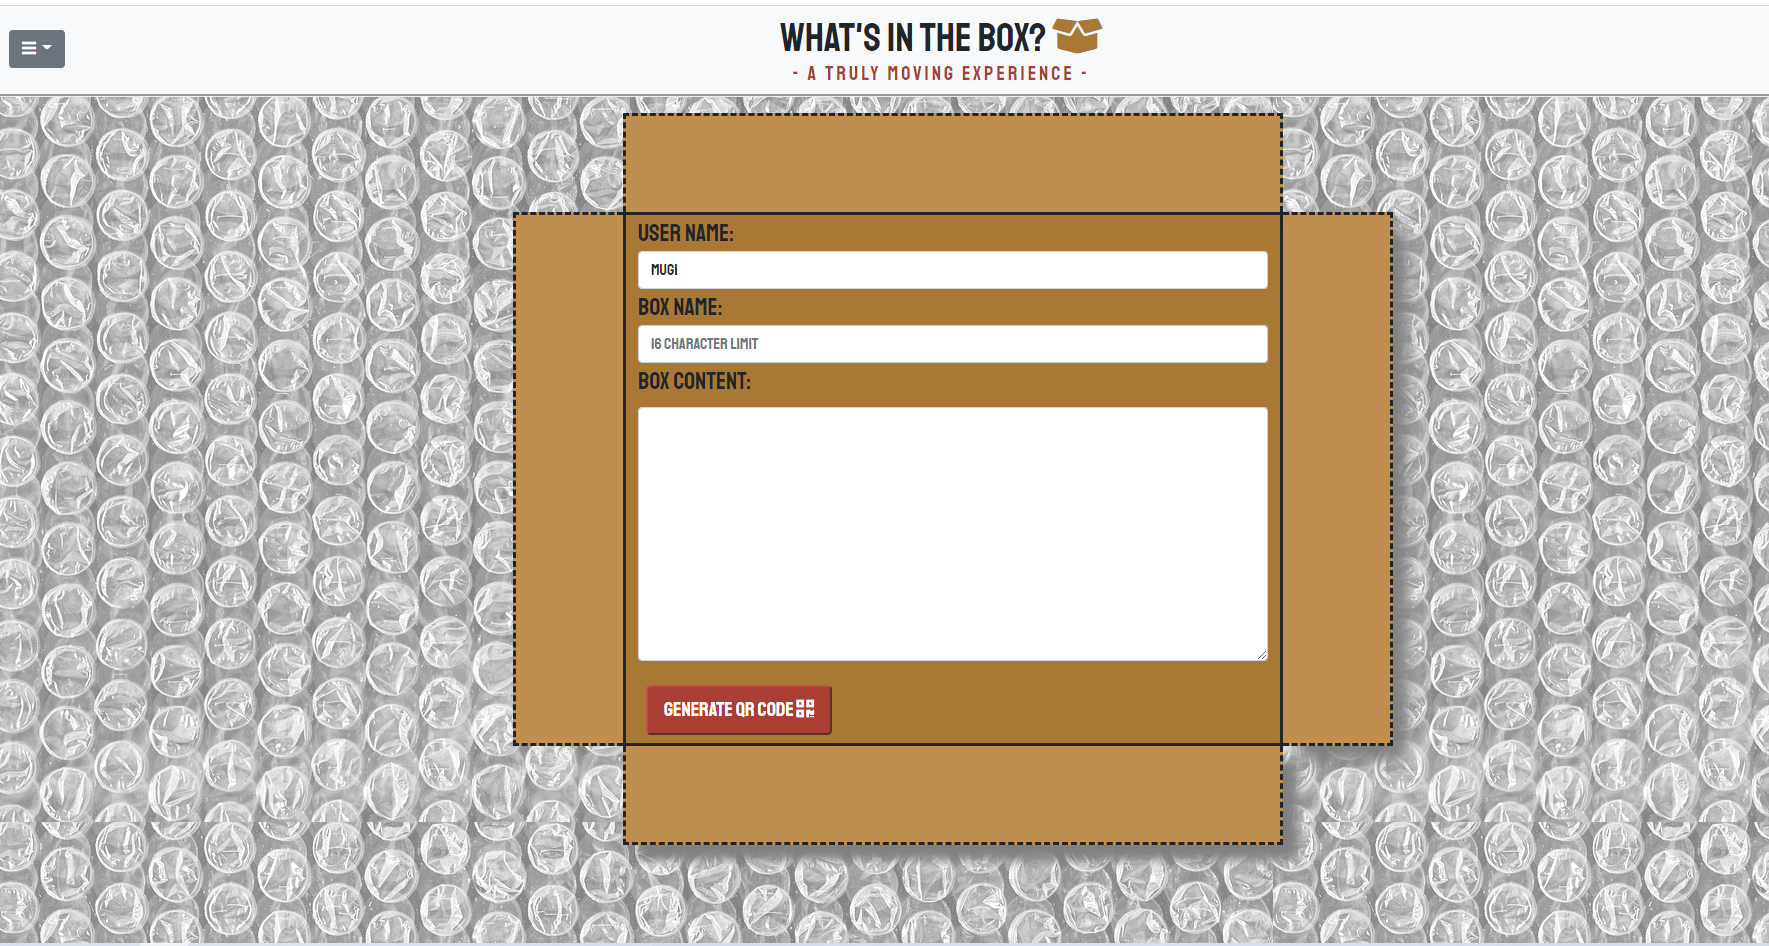 WHAT'S IN THE BOX?
- A TRULY MOVING EXPERIENCE -
USER NAME:
MUGI
BOX NAME:
16 CHARACTER LIMIT
BOX CONTENT:
GENERATE QR CODE